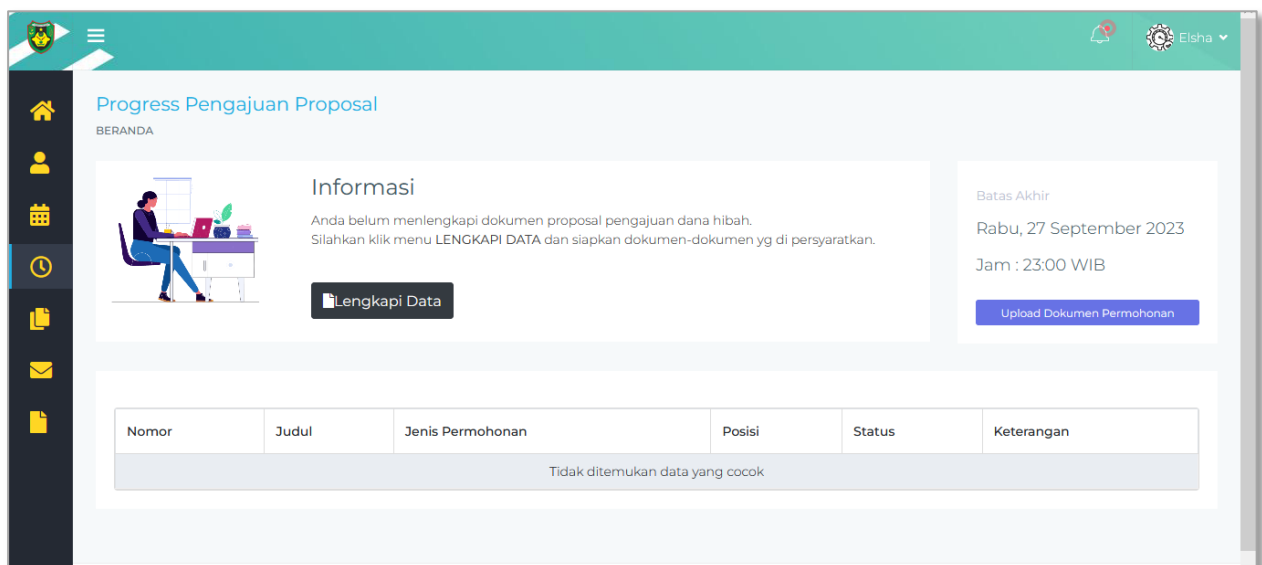 Elsha
Progress Pengajuan Proposal
BERANDA
Informasi
Anda belum menlengkapi dokumen proposal pengajuan dana hibah.
Silahkan klik menu LENGKAPI DATA dan siapkan dokumen-dokumen yg di persyaratkan.
Lengkapi Data
Batas Akhir
Rabu, 27 September 2023
Jam : 23:00 WIB
Upload Dokumen Permohonan
Nomor Judul Jenis Permohonan Posisi Status Keterangan
Tidak ditemukan data yang cocok